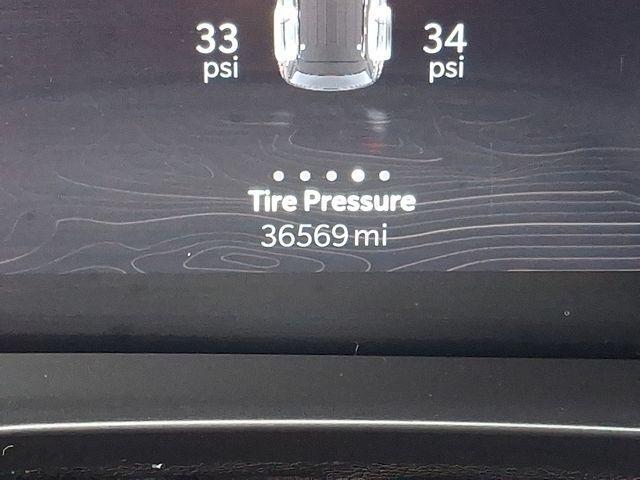 33 34
psi psi
Tire Pressure
36569 mi